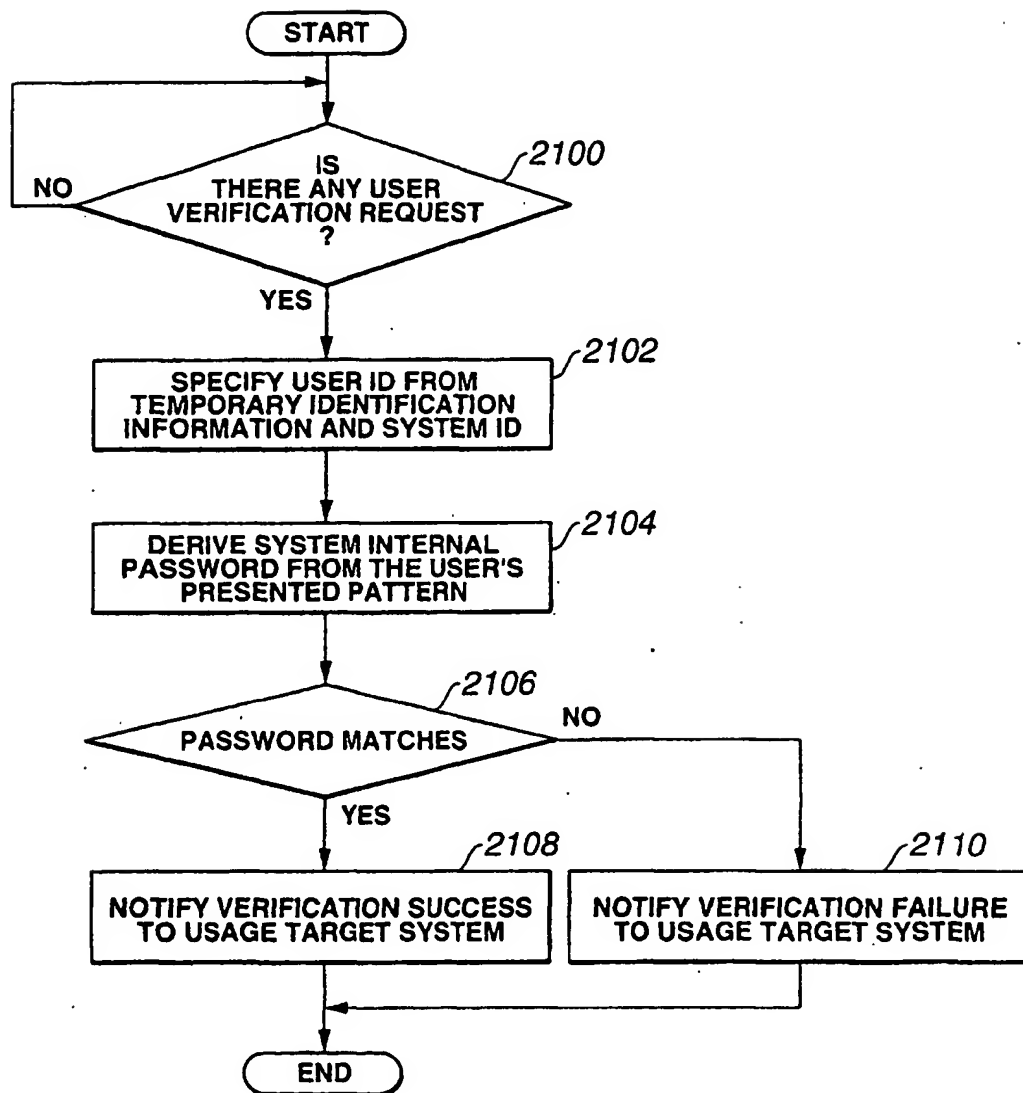 START
IS
THERE ANY USER
VERIFICATION REQUEST
?
2100
NO
YES
2102
SPECIFY USER ID FROM
TEMPORARY IDENTIFICATION
INFORMATION AND SYSTEM ID
2104
DERIVE SYSTEM INTERNAL
PASSWORD FROM THE USER'S
PRESENTED PATTERN
2106
PASSWORD MATCHES
NO
YES
2108
NOTIFY VERIFICATION SUCCESS
TO USAGE TARGET SYSTEM
2110
NOTIFY VERIFICATION FAILURE
TO USAGE TARGET SYSTEM
END